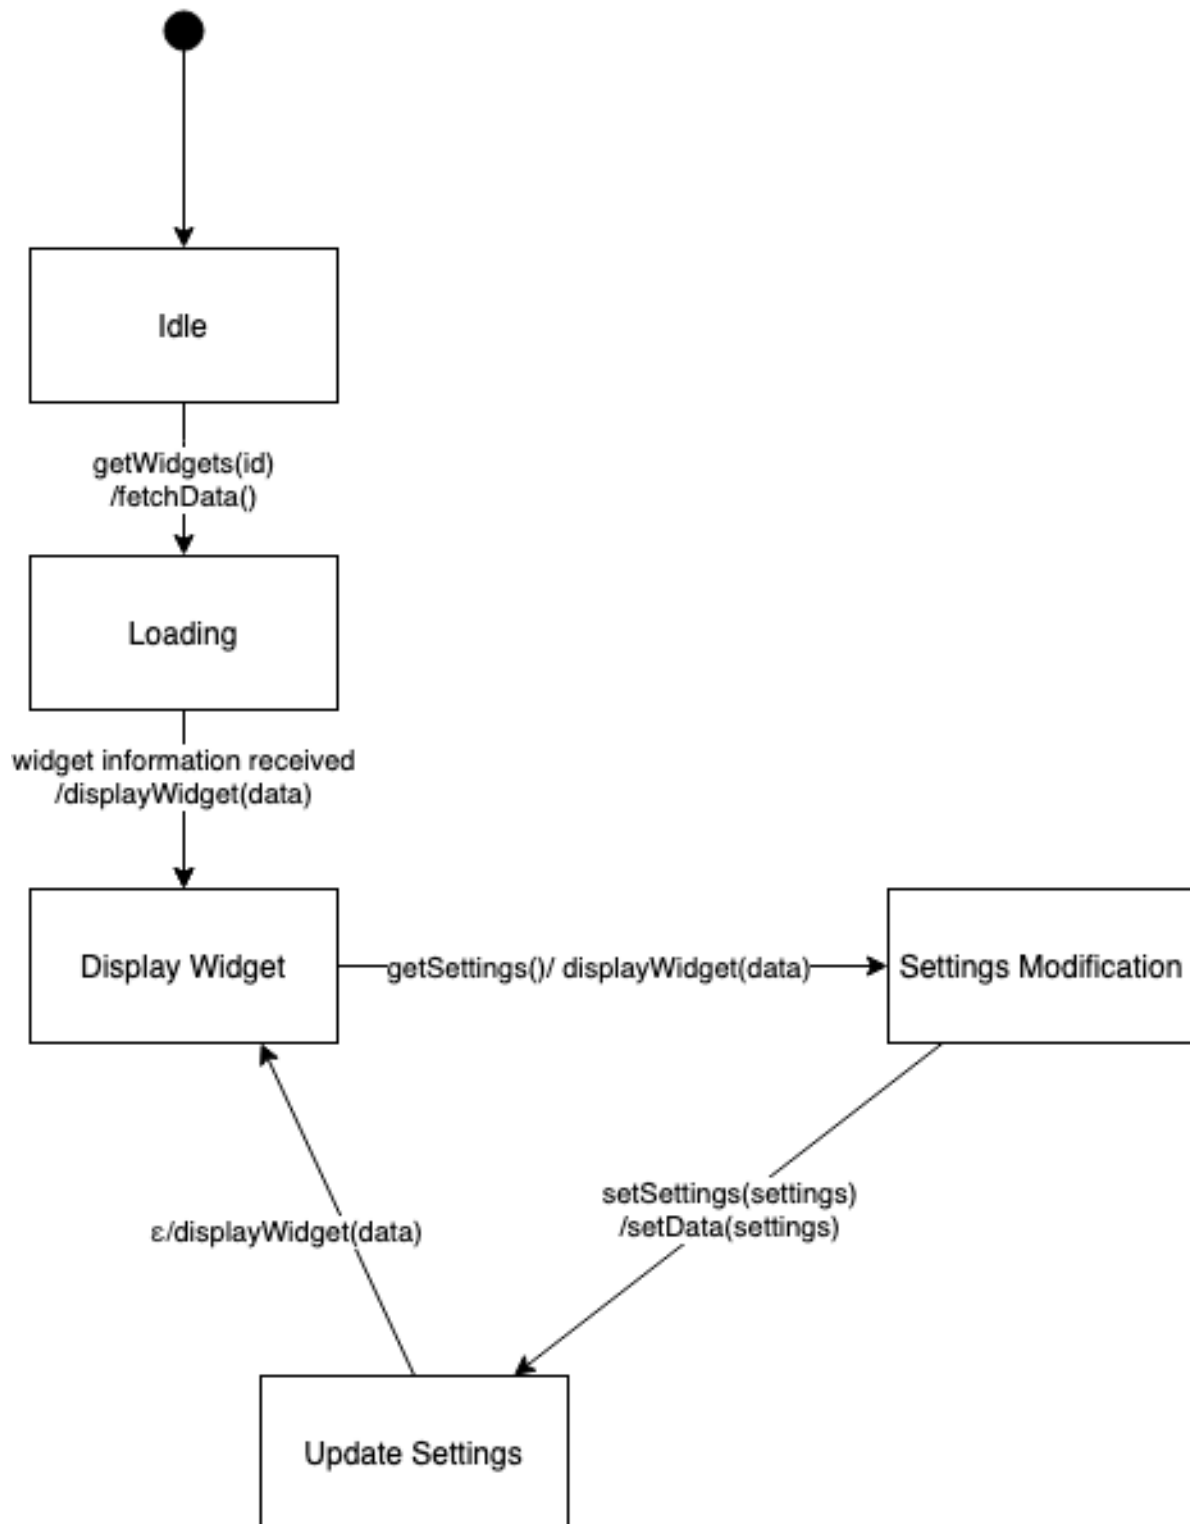 Idle
getWidgets(id)
/fetchData()
Loading
widget information received
/displayWidget(data)
Display Widget
getSettings()/ displayWidget(data)
Settings Modification
setSettings(settings)
/setData(settings)
ε/displayWidget(data)
Update Settings